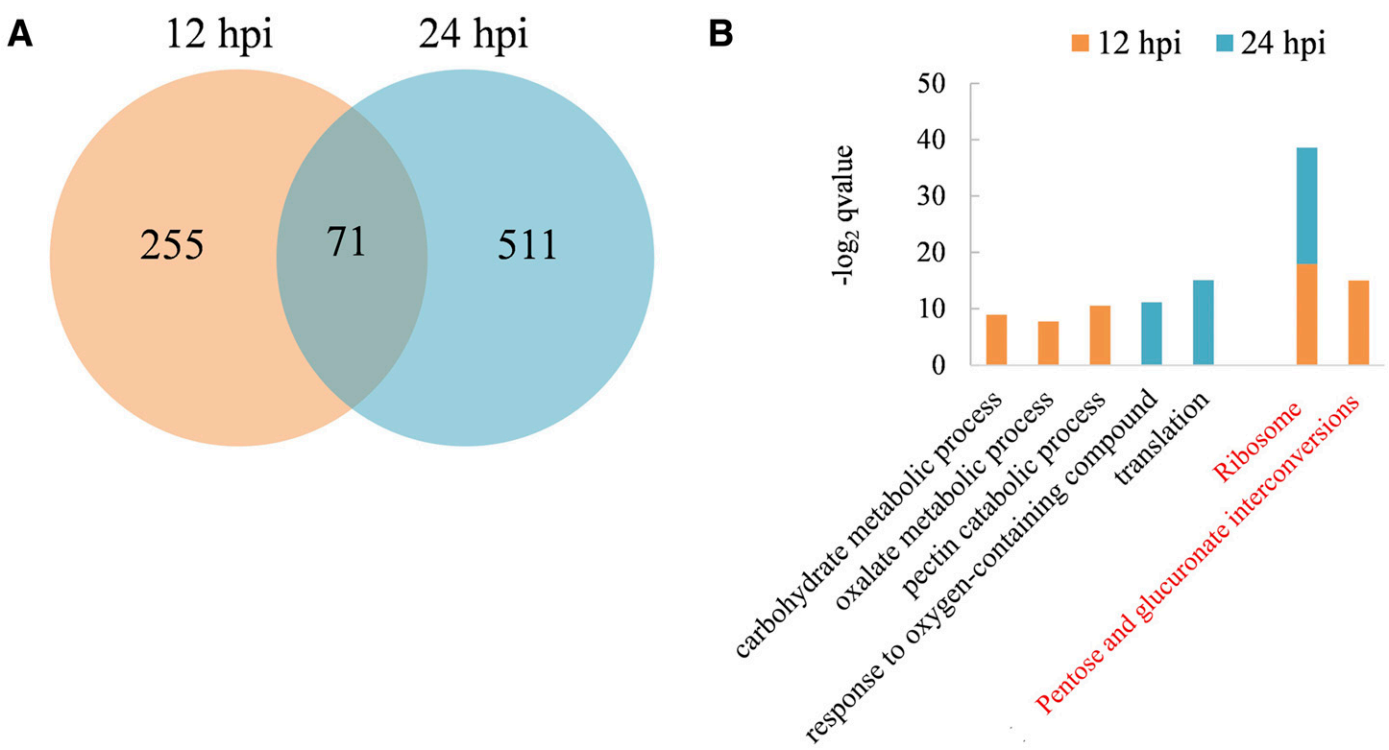 A
12 hpi
24 hpi
255
71
511
B
12 hpi
24 hpi
-log2 qvalue
50
40
30
20
10
0
carbohydrate metabolic process
oxalate metabolic process
pectin catabolic process
response to oxygen-containing compound
translation
Ribosome
Pentose and glucuronate interconversions